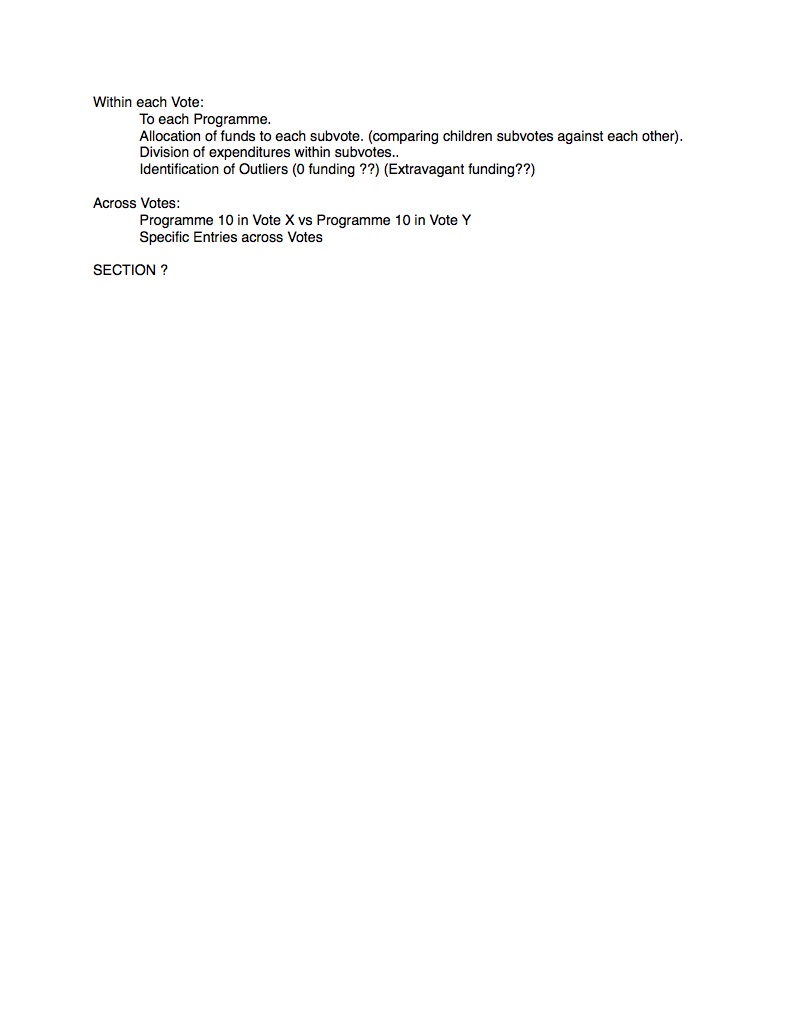 Within each Vote:
To each Programme.
Allocation of funds to each subvote. (comparing children subvotes against each other).
Division of expenditures within subvotes..
Identification of Outliers (0 funding ??) (Extravagant funding??)
Across Votes:
Programme 10 in Vote X vs Programme 10 in Vote Y
Specific Entries across Votes
SECTION ?